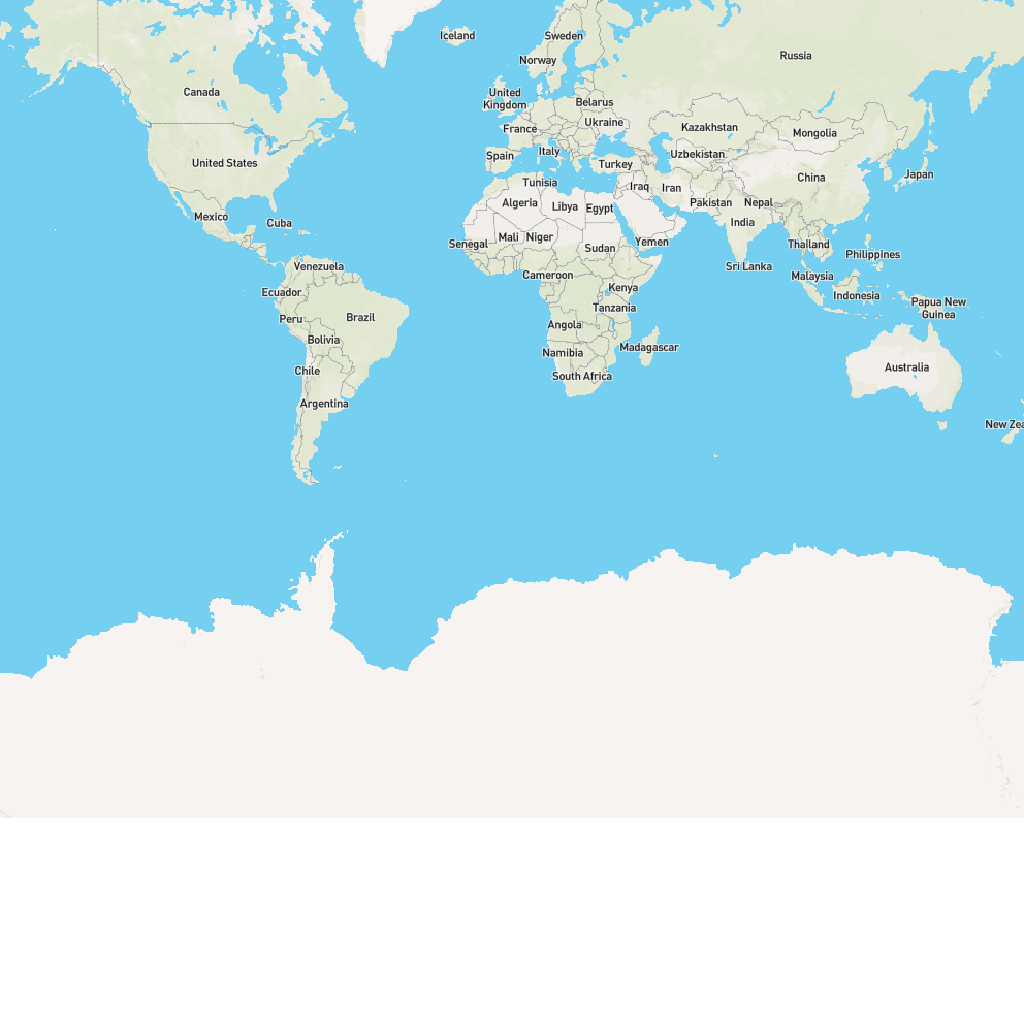 Iceland
Sweden
Russia
Norway
Canada
United
Kingdom
Belarus
Ukraine
France
Kazakhstan
Mongolia
Italy
Spain
Uzbekistan
United States
Turkey
China
Japan
Tunisia
Iraq
Iran
Algeria
Libya
Egypt
Pakistan
Nepal
Mexico
Cuba
India
Mali
Niger
Senegal
Sudan
Yemen
Thailand
Philippines
Venezuela
Sri Lanka
Cameroon
Malaysia
Ecuador
Kenya
Indonesia
Papua New
Guinea
Tanzania
Peru
Brazil
Angola
Bolivia
Madagascar
Namibia
Australia
Chile
South Africa
Argentina
New Zea